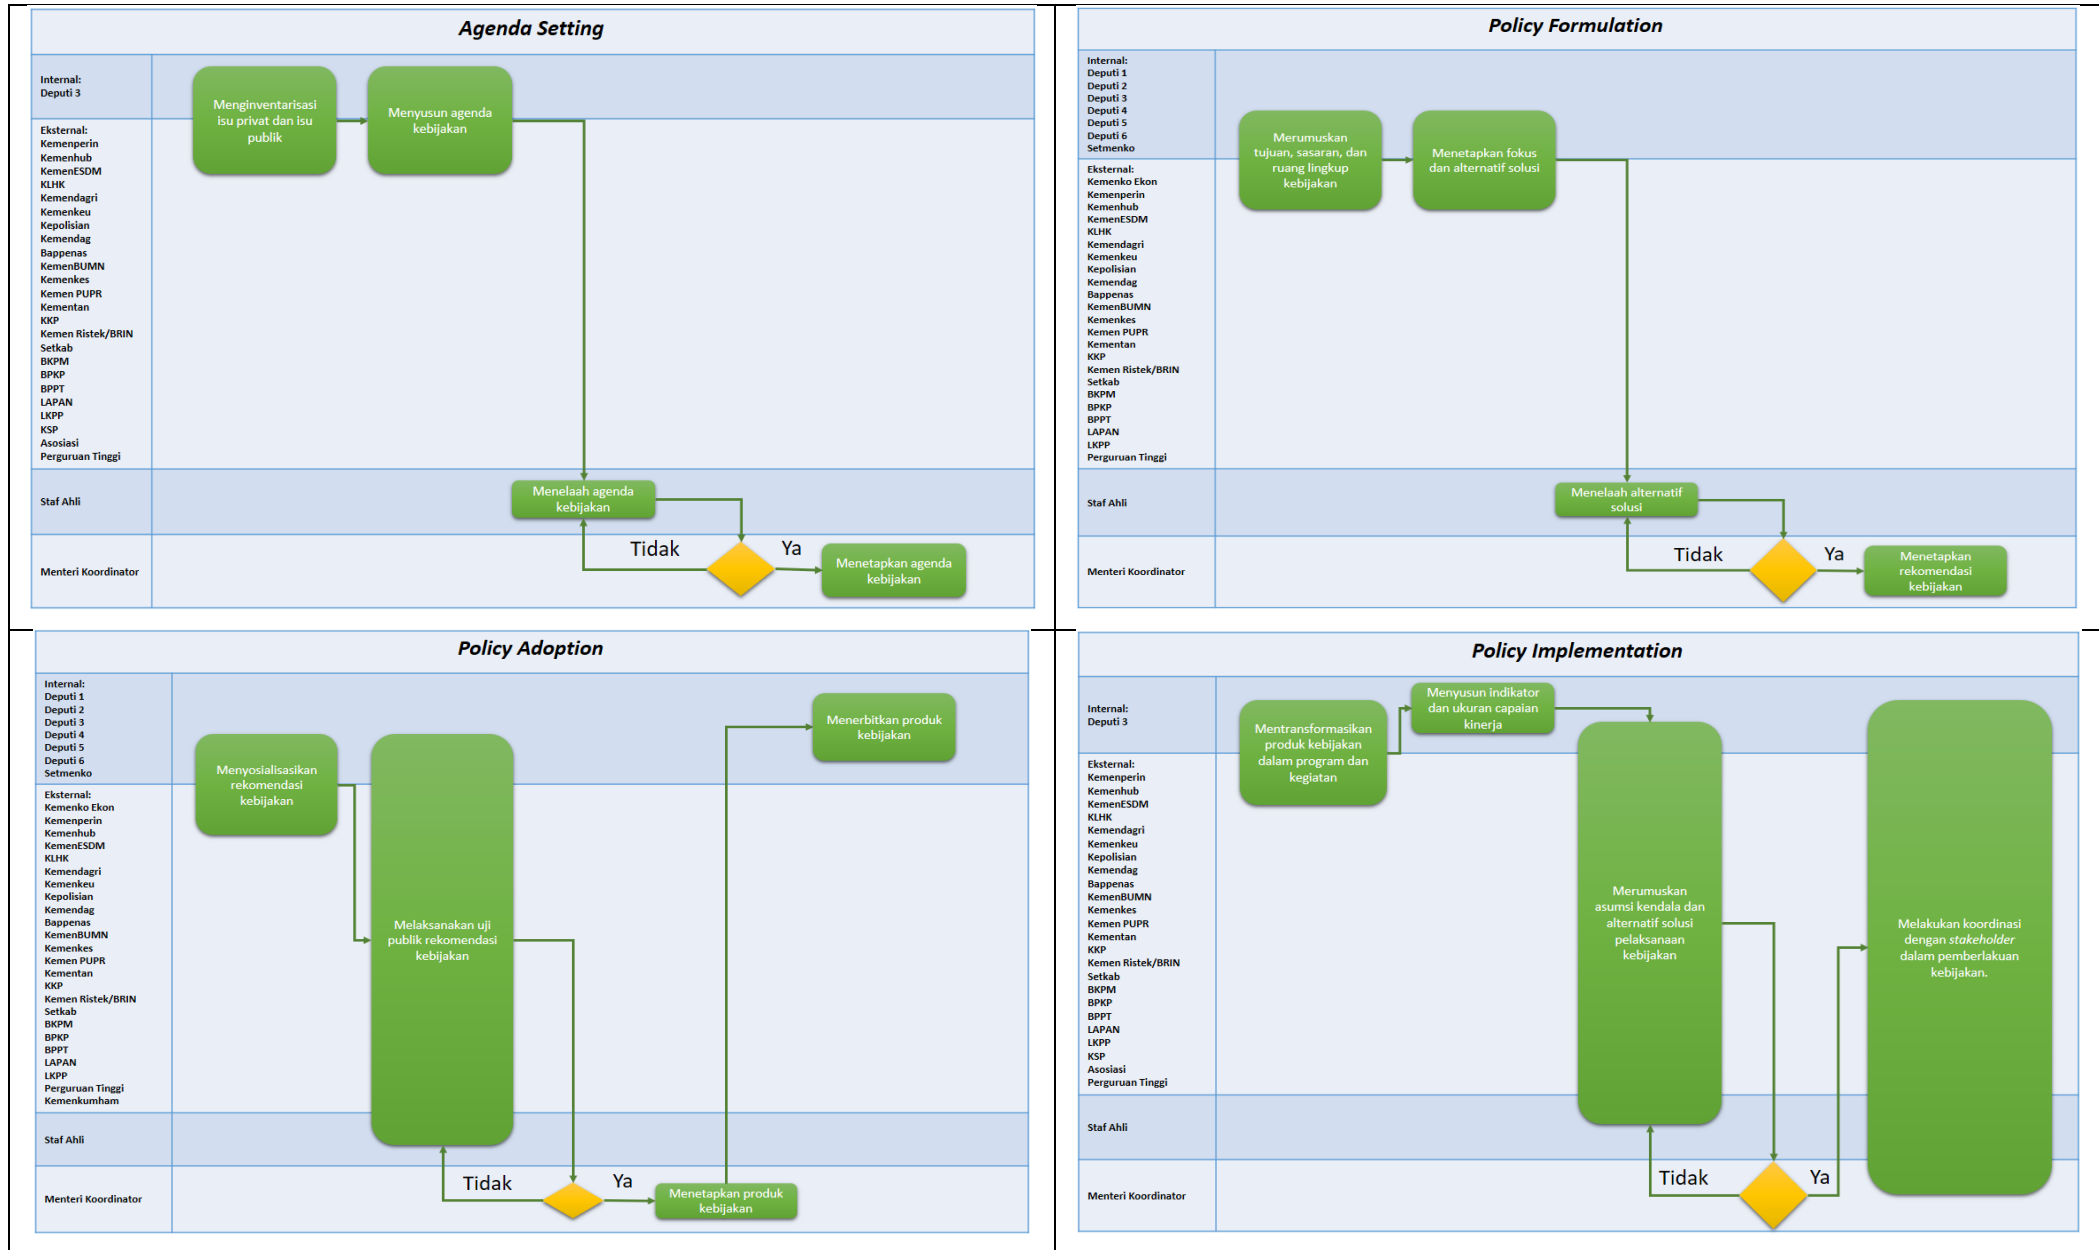 Agenda Setting
Internal:
Deputi 3
Eksternal:
Kemenperin
Kemenhub
KemenESDM
KLHK
Kemendagri
Kemenkeu
Kepolisian
Kemendag
Bappenas
KemenBUMN
Kemenkes
Kemen PUPR
Kementan
KKP
Kemen Ristek/BRIN
Setkab
BKPM
BPKP
BPPT
LAPAN
LKPP
KSP
Asosiasi
Perguruan Tinggi
Staf Ahli
Menteri Koordinator
Menginventarisasi
isu privat dan isu
publik
Menyusun agenda
kebijakan
Menelaah agenda
kebijakan
Tidak
Ya
Menetapkan agenda
kebijakan
Policy Formulation
Internal:
Deputi 1
Deputi 2
Deputi 3
Deputi 4
Deputi 5
Deputi 6
Setmenko
Eksternal:
Kemenko Ekon
Kemenperin
Kemenhub
KemenESDM
KLHK
Kemendagri
Kemenkeu
Kepolisian
Kemendag
Bappenas
KemenBUMN
Kemenkes
Kemen PUPR
Kementan
KKP
Kemen Ristek/BRIN
Setkab
BKPM
BPKP
BPPT
LAPAN
LKPP
Perguruan Tinggi
Staf Ahli
Menteri Koordinator
Merumuskan
tujuan, sasaran, dan
ruang lingkup
kebijakan
Menetapkan fokus
dan alternatif solusi
Menelaah alternatif
solusi
Tidak
Ya
Menetapkan
rekomendasi
kebijakan
Policy Adoption
Internal:
Deputi 1
Deputi 2
Deputi 3
Deputi 4
Deputi 5
Deputi 6
Setmenko
Eksternal:
Kemenko Ekon
Kemenperin
Kemenhub
KemenESDM
KLHK
Kemendagri
Kemenkeu
Kepolisian
Kemendag
Bappenas
KemenBUMN
Kemenkes
Kemen PUPR
Kementan
KKP
Kemen Ristek/BRIN
Setkab
BKPM
BPKP
BPPT
LAPAN
LKPP
Perguruan Tinggi
Kemenkumham
Staf Ahli
Menteri Koordinator
Menyosialisasikan
rekomendasi
kebijakan
Melaksanakan uji
publik rekomendasi
kebijakan
Tidak
Ya
Menetapkan produk
kebijakan
Menerbitkan produk
kebijakan
Policy Implementation
Internal:
Deputi 3
Eksternal:
Kemenperin
Kemenhub
KemenESDM
KLHK
Kemendagri
Kemenkeu
Kepolisian
Kemendag
Bappenas
KemenBUMN
Kemenkes
Kemen PUPR
Kementan
KKP
Kemen Ristek/BRIN
Setkab
BKPM
BPKP
BPPT
LAPAN
LKPP
KSP
Asosiasi
Perguruan Tinggi
Staf Ahli
Menteri Koordinator
Mentransformasikan
produk kebijakan
dalam program dan
kegiatan
Menyusun indikator
dan ukuran capaian
kinerja
Merumuskan
asumsi kendala dan
alternatif solusi
pelaksanaan
kebijakan
Tidak
Ya
Melakukan koordinasi
dengan stakeholder
dalam pemberlakuan
kebijakan.